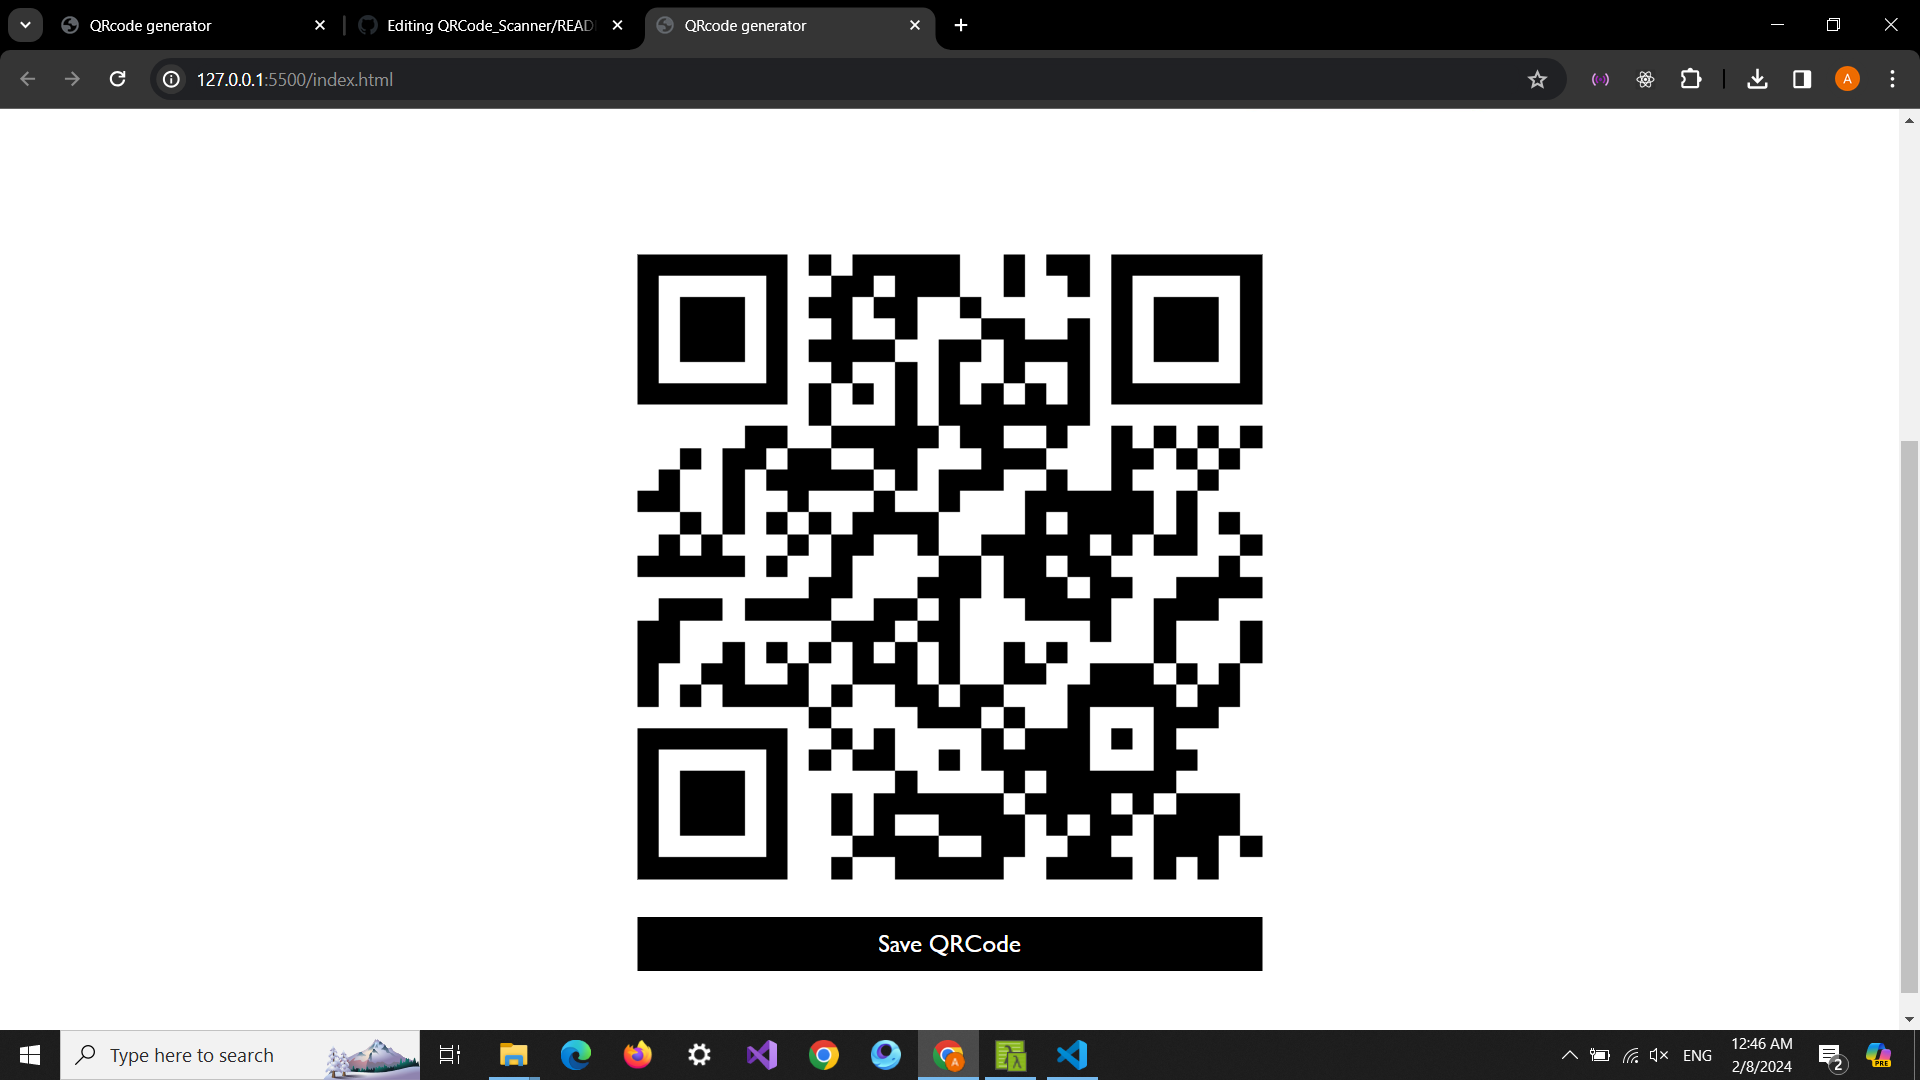 QRcode generator
Editing QRCode_Scanner/READ
QRcode generator
127.0.0.1:5500/index.html
A
Save QRCode
Type here to search
A
ENG
12:46 AM
2/8/2024
2
PRE